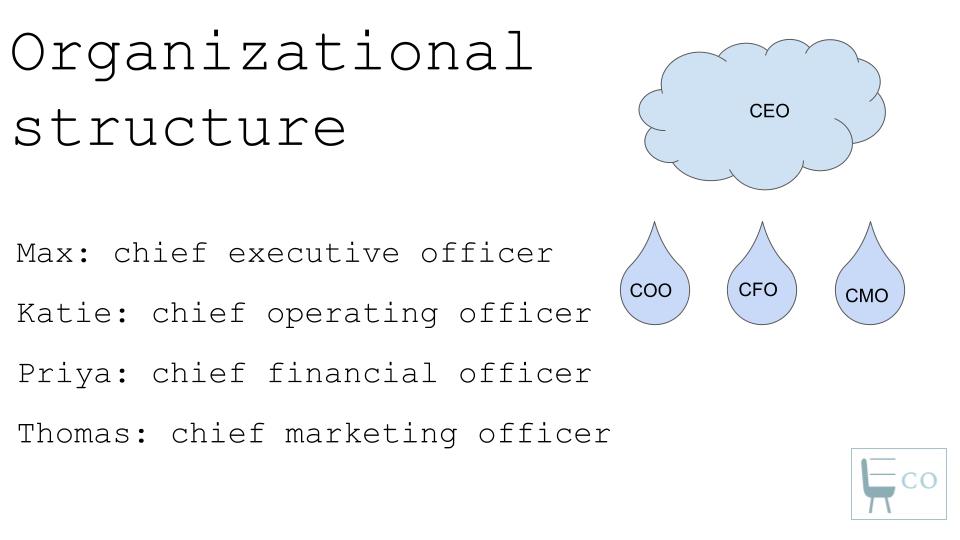 Organizational
structure
Max: chief executive officer
Katie: chief operating officer
Priya: chief financial officer
Thomas: chief marketing officer
CEO
COO CFO CMO
ECO